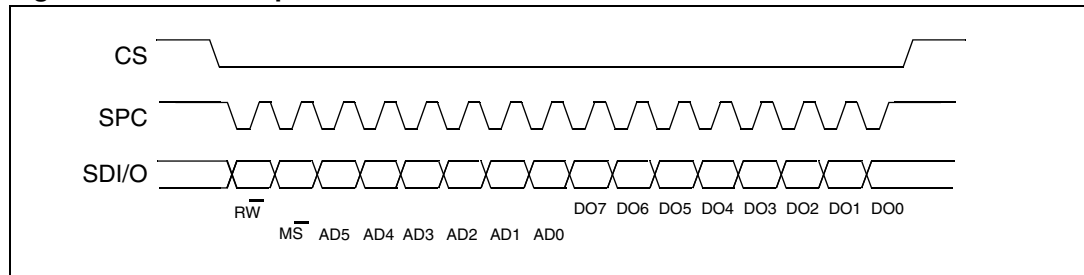 CS
SPC
SDI/O
RW̅ DO7 DO6 DO5 DO4 DO3 DO2 DO1 DO0
MS̅ AD5 AD4 AD3 AD2 AD1 AD0